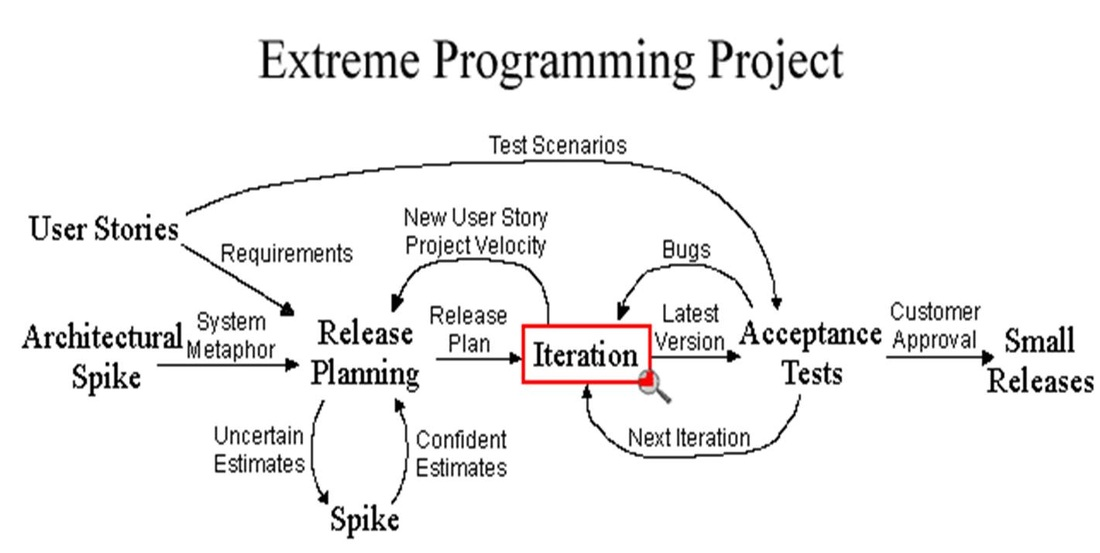 Extreme Programming Project
Test Scenarios
User Stories
New User Story
Project Velocity
Requirements
Bugs
Architectural
Spike
System
Metaphor
Release
Planning
Release
Plan
Iteration
Latest
Version
Acceptance
Tests
Customer
Approval
Small
Releases
Uncertain
Estimates
Confident
Estimates
Next Iteration
Spike